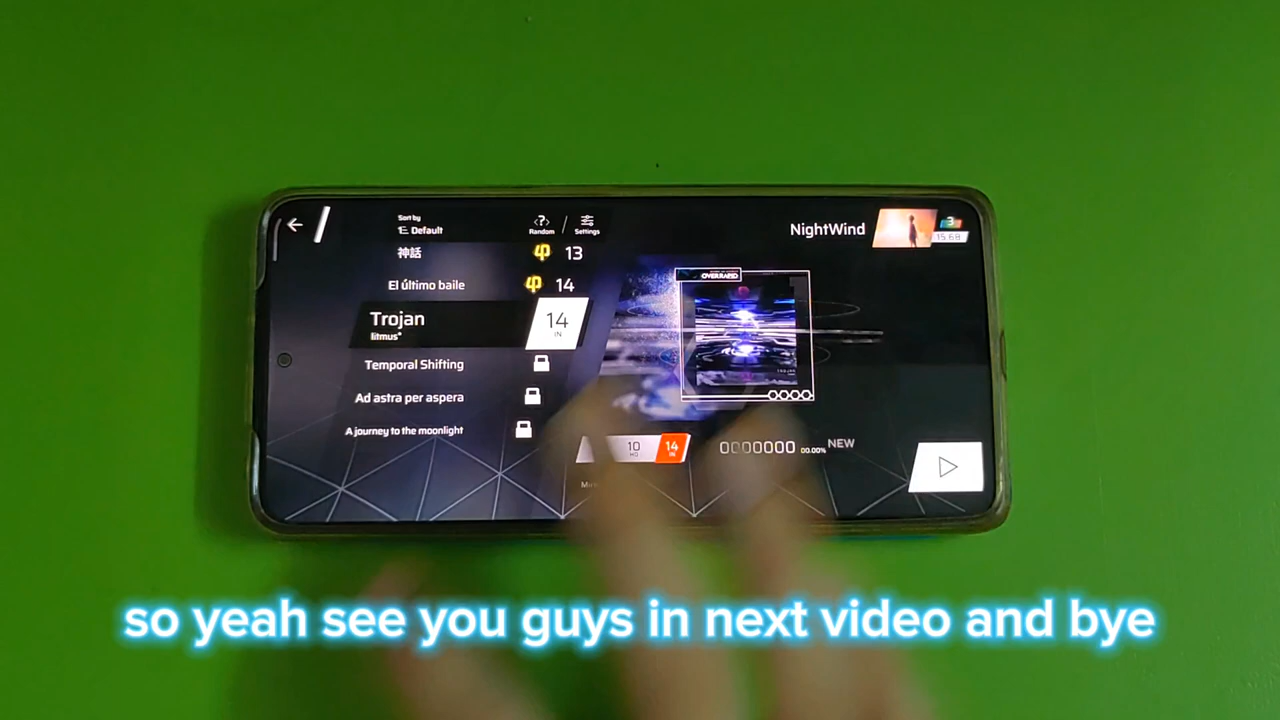 Sort by
Default
Random
Settings
NightWind
3
15.68
神話
φ 13
El último baile
φ 14
Trojan
litmus*
14
IN
Temporal Shifting
Ad astra per aspera
A journey to the moonlight
OVERRAPID
10
HD
14
IN
0000000
00.00%
NEW
so yeah see you guys in next video and bye